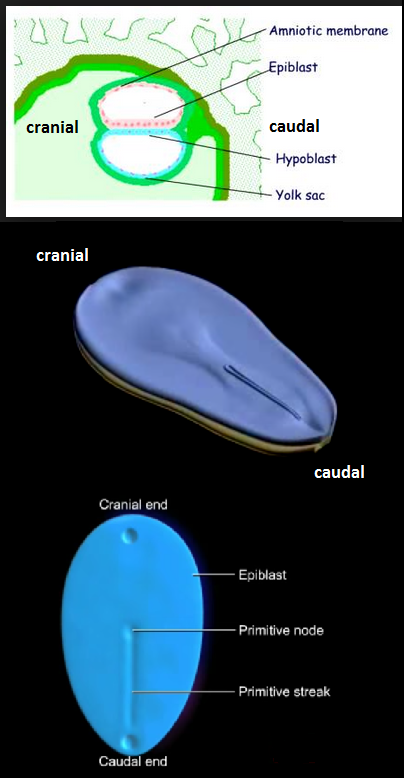 Amniotic membrane
Epiblast
cranial
caudal
Hypoblast
Yolk sac
cranial
caudal
Cranial end
Epiblast
Primitive node
Primitive streak
Caudal end